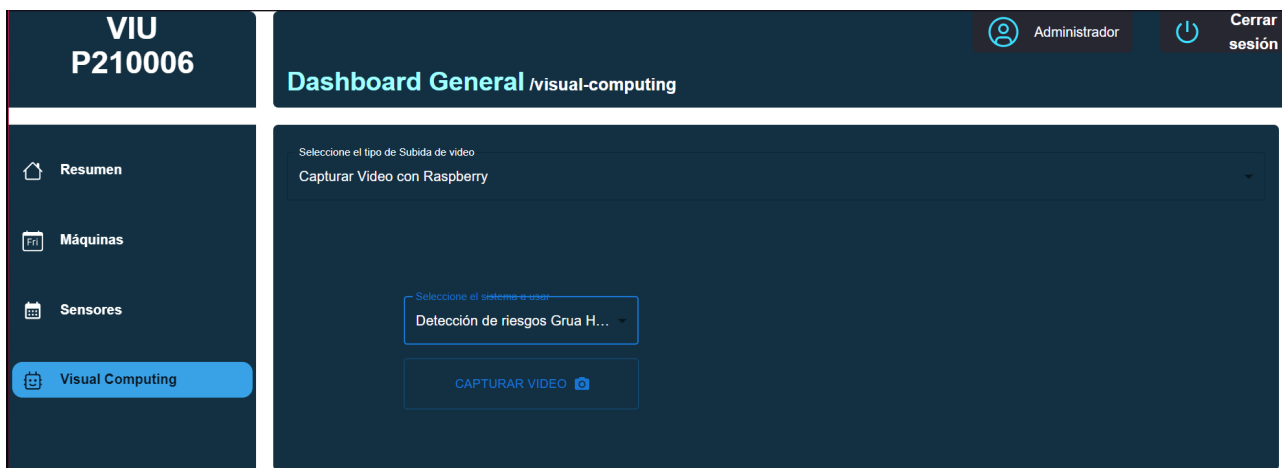 VIU
P210006
Administrador
Cerrar
sesión
Dashboard General /visual-computing
Resumen
Fri
Máquinas
Sensores
Visual Computing
Seleccione el tipo de Subida de video
Capturar Video con Raspberry
Seleccione el sistema a usar
Detección de riesgos Grua H...
CAPTURAR VIDEO